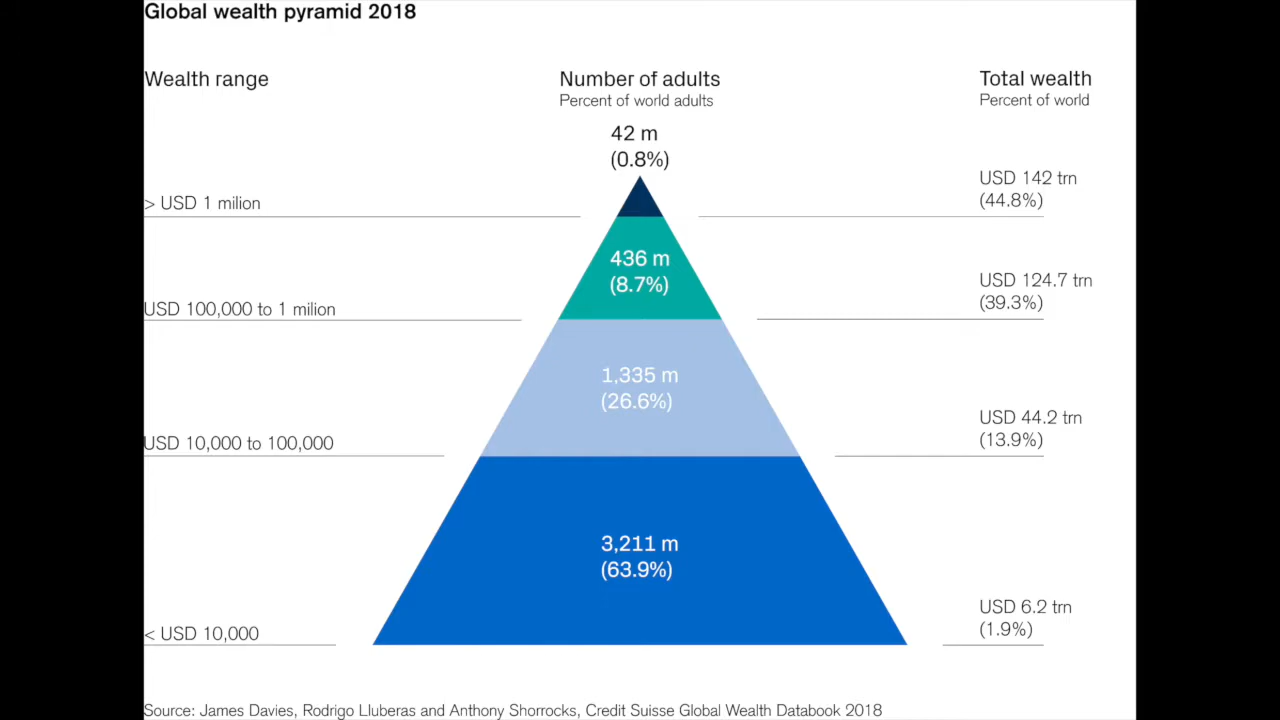 Global wealth pyramid 2018
Wealth range
Number of adults
Percent of world adults
Total wealth
Percent of world
42 m
(0.8%)
> USD 1 milion
USD 142 trn
(44.8%)
436 m
(8.7%)
USD 100,000 to 1 milion
USD 124.7 trn
(39.3%)
1,335 m
(26.6%)
USD 10,000 to 100,000
USD 44.2 trn
(13.9%)
3,211 m
(63.9%)
< USD 10,000
USD 6.2 trn
(1.9%)
Source: James Davies, Rodrigo Lluberas and Anthony Shorrocks, Credit Suisse Global Wealth Databook 2018